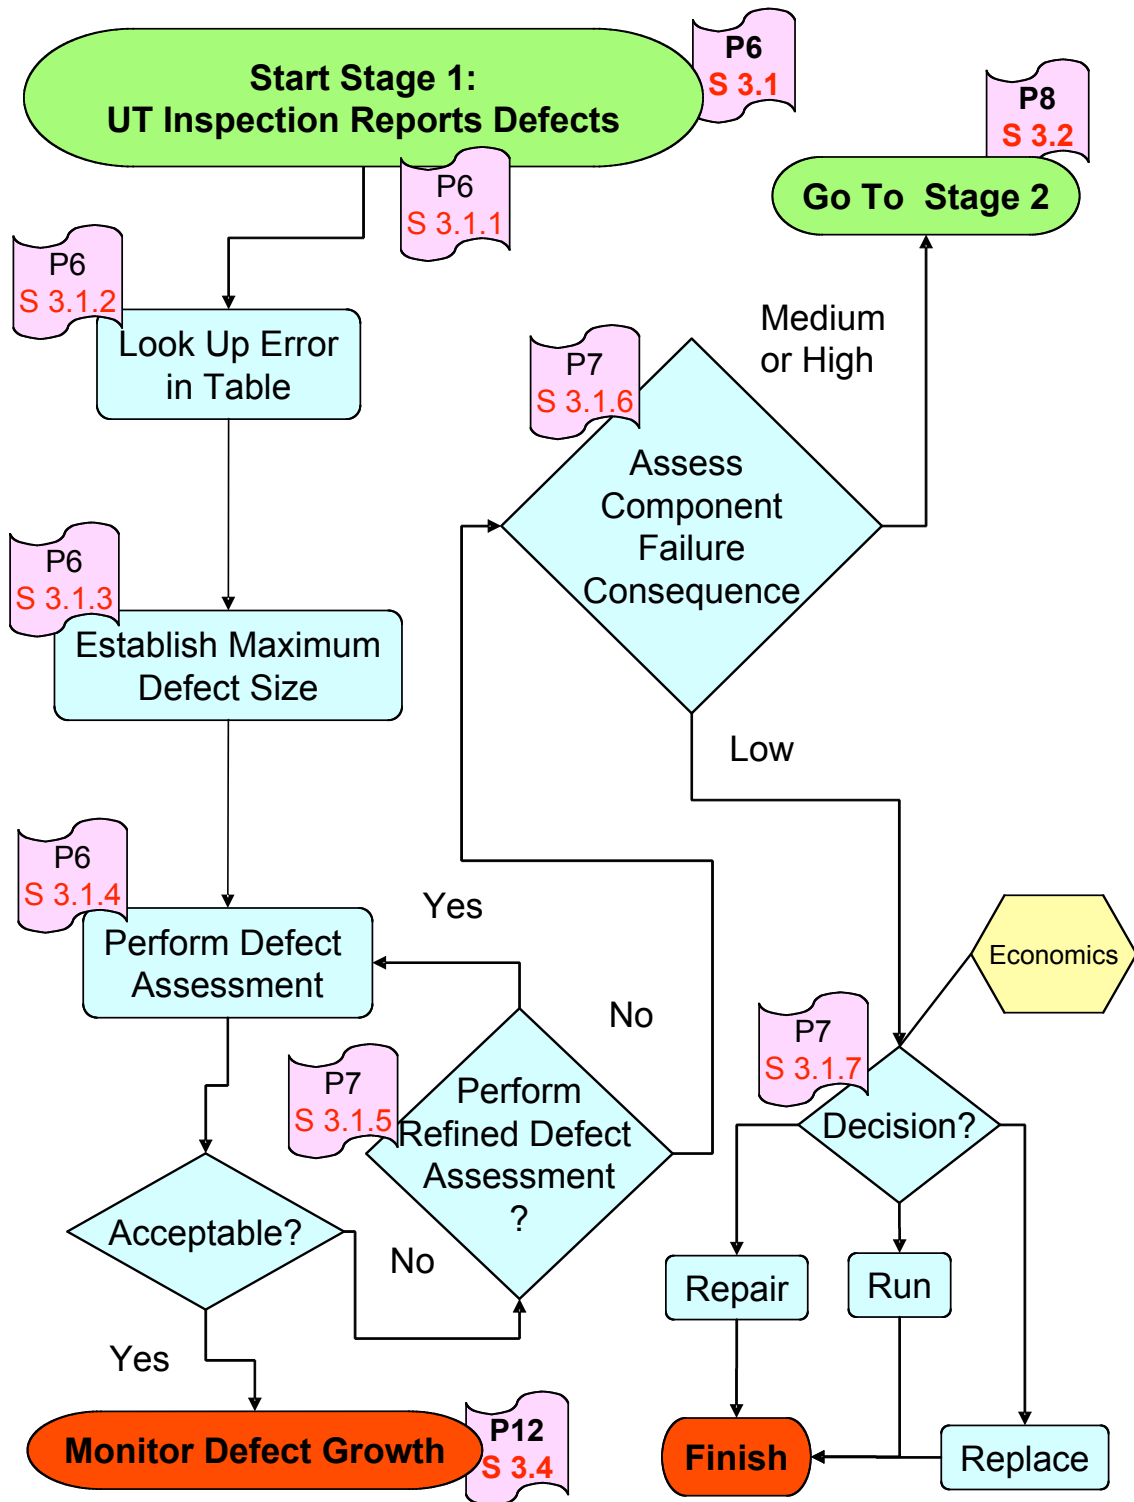 Start Stage 1:
UT Inspection Reports Defects
P6
S 3.1
P6
S 3.1.1
P8
S 3.2
Go To Stage 2
P6
S 3.1.2
Look Up Error
in Table
Medium
or High
P7
S 3.1.6
Assess
Component
Failure
Consequence
P6
S 3.1.3
Establish Maximum
Defect Size
Low
P6
S 3.1.4
Perform Defect
Assessment
Yes
No
Economics
P7
S 3.1.5
Perform
Refined Defect
Assessment
?
P7
S 3.1.7
Decision?
Acceptable?
No
Repair
Run
Yes
Monitor Defect Growth
P12
S 3.4
Finish
Replace